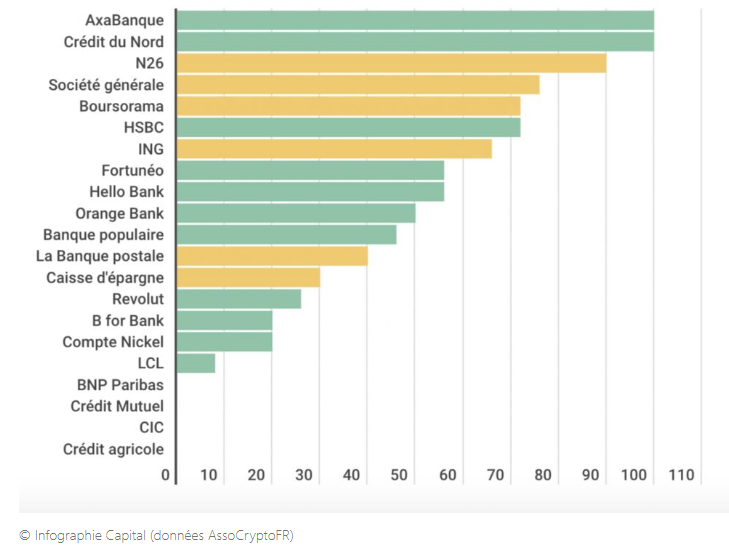 AxaBanque
Crédit du Nord
N26
Société générale
Boursorama
HSBC
ING
Fortunéo
Hello Bank
Orange Bank
Banque populaire
La Banque postale
Caisse d'épargne
Revolut
B for Bank
Compte Nickel
LCL
BNP Paribas
Crédit Mutuel
CIC
Crédit agricole
0 10 20 30 40 50 60 70 80 90 100 110
© Infographie Capital (données AssoCryptoFR)